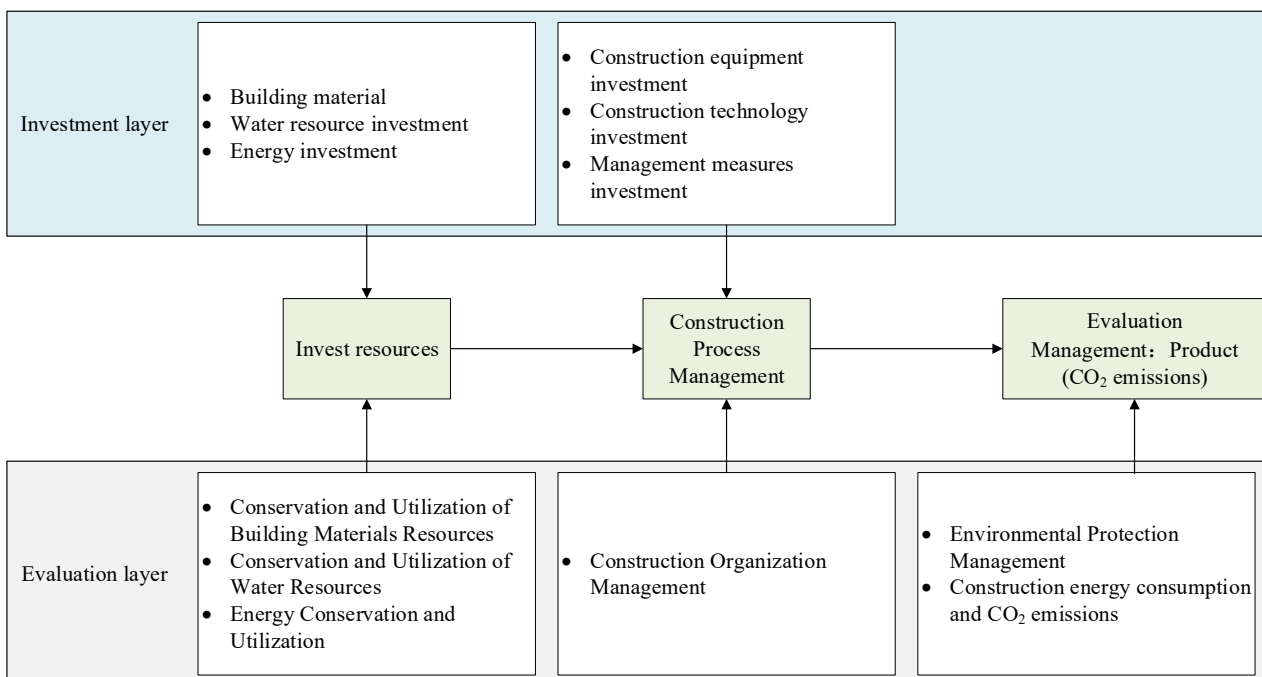 Investment layer
• Building material
• Water resource investment
• Energy investment
• Construction equipment
investment
• Construction technology
investment
• Management measures
investment
Invest resources
Construction
Process
Management
Evaluation
Management：Product
(CO₂ emissions)
Evaluation layer
• Conservation and Utilization of
Building Materials Resources
• Conservation and Utilization of
Water Resources
• Energy Conservation and
Utilization
• Construction Organization
Management
• Environmental Protection
Management
• Construction energy consumption
and CO₂ emissions